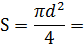 S = πd²/4 =